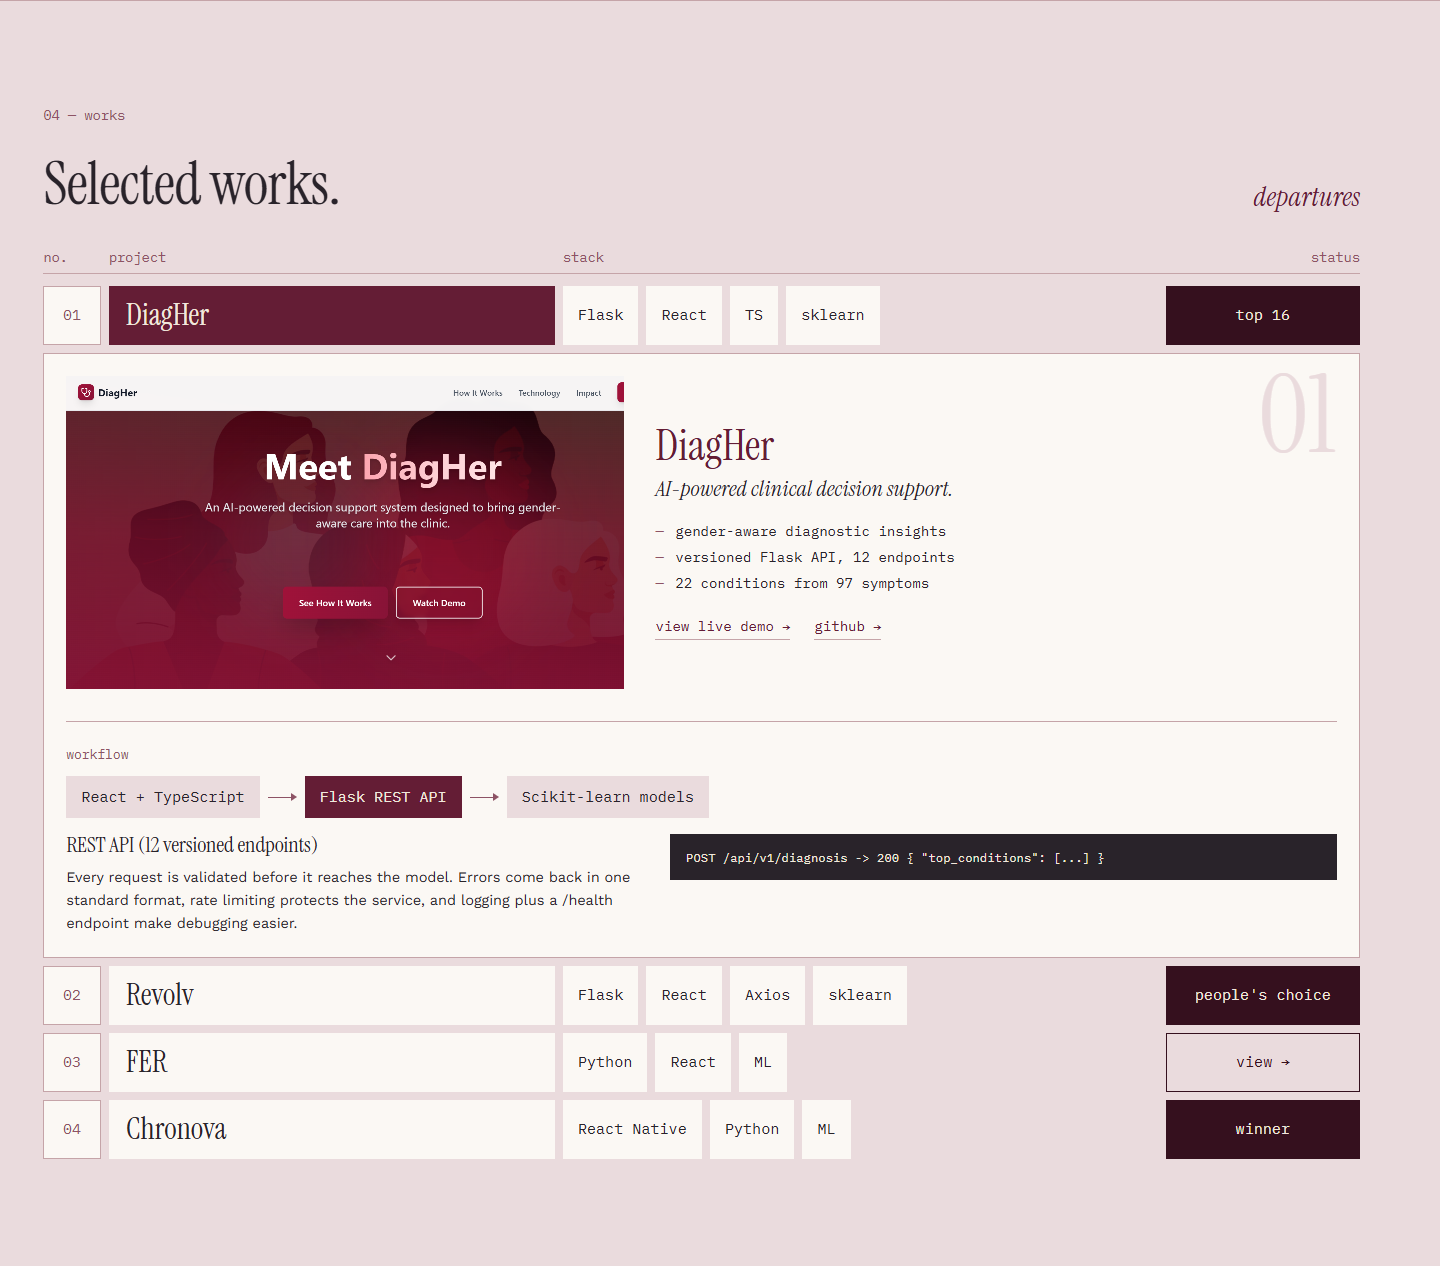 04 — works
Selected works.
departures
no. project stack status
01 DiagHer Flask React TS sklearn top 16
DiagHer How It Works Technology Impact
Meet DiagHer
An AI-powered decision support system designed to bring gender-
aware care into the clinic.
See How It Works Watch Demo
01
DiagHer
AI-powered clinical decision support.
— gender-aware diagnostic insights
— versioned Flask API, 12 endpoints
— 22 conditions from 97 symptoms
view live demo → github →
workflow
React + TypeScript → Flask REST API → Scikit-learn models
REST API (12 versioned endpoints)
Every request is validated before it reaches the model. Errors come back in one
standard format, rate limiting protects the service, and logging plus a /health
endpoint make debugging easier.
POST /api/v1/diagnosis -> 200 { "top_conditions": [...] }
02 Revolv Flask React Axios sklearn people's choice
03 FER Python React ML view →
04 Chronova React Native Python ML winner